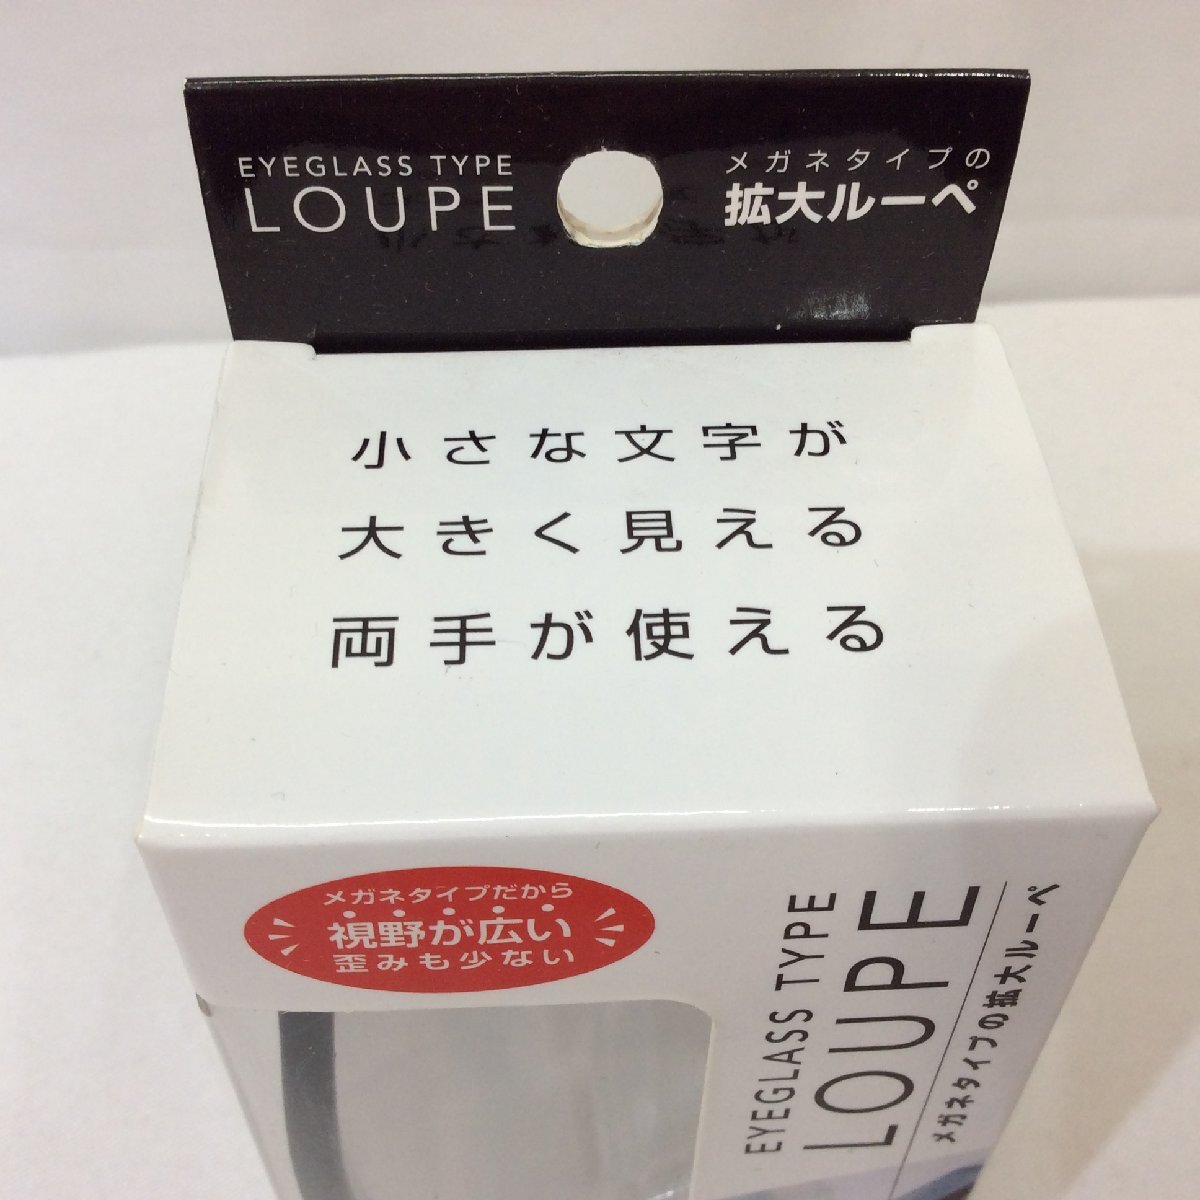 EYEGLASS TYPE
LOUPE
メガネタイプの
拡大ルーペ
小さな文字が
大きく見える
両手が使える
メガネタイプだから
視野が広い
歪みも少ない
EYEGLASS TYPE
LOUPE
メガネタイプの拡大ルーペ